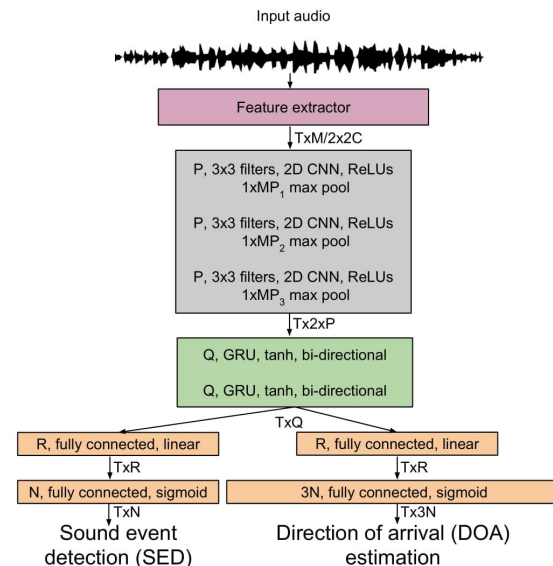 Input audio
Feature extractor
TxM/2x2C
P, 3x3 filters, 2D CNN, ReLUs
1xMP1 max pool
P, 3x3 filters, 2D CNN, ReLUs
1xMP2 max pool
P, 3x3 filters, 2D CNN, ReLUs
1xMP3 max pool
Tx2xP
Q, GRU, tanh, bi-directional
Q, GRU, tanh, bi-directional
TxQ
R, fully connected, linear
R, fully connected, linear
TxR
TxR
N, fully connected, sigmoid
3N, fully connected, sigmoid
TxN
Tx3N
Sound event
detection (SED)
Direction of arrival (DOA)
estimation